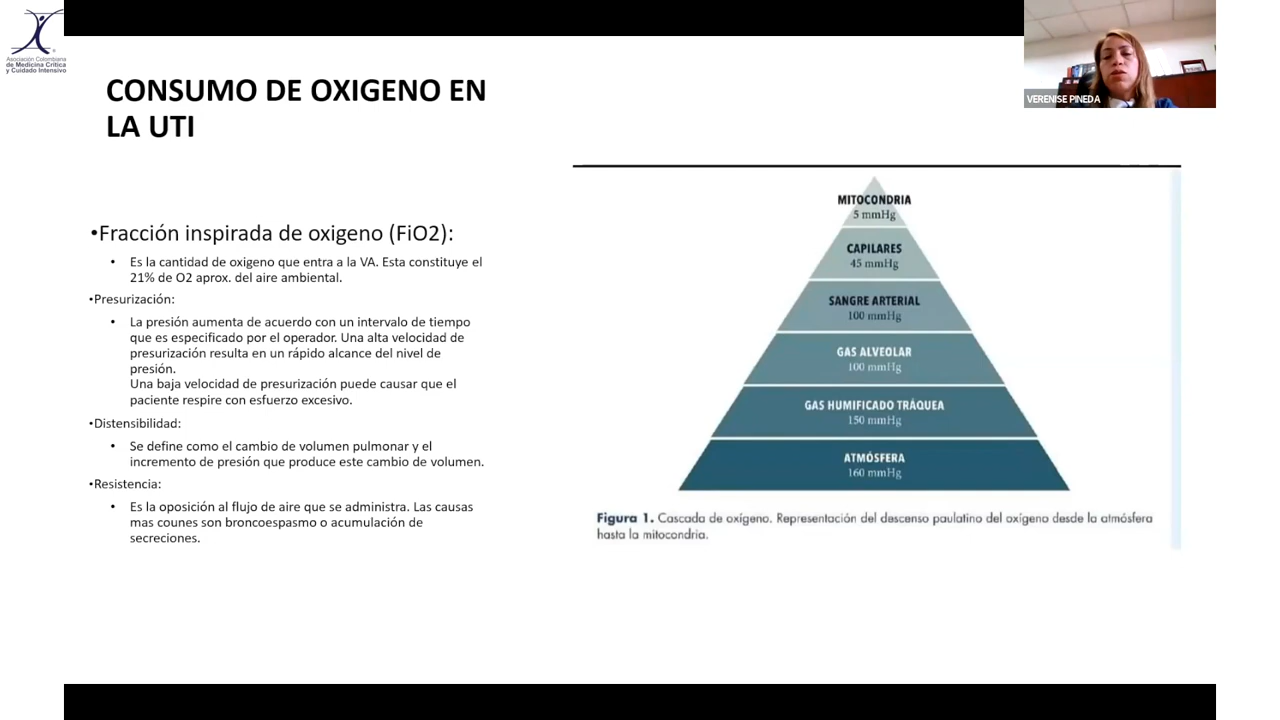 Asociación Colombiana
de Medicina Crítica
y Cuidado Intensivo
VERENISE PINEDA
CONSUMO DE OXIGENO EN
LA UTI
•Fracción inspirada de oxigeno (FiO2):
• Es la cantidad de oxigeno que entra a la VA. Esta constituye el
21% de O2 aprox. del aire ambiental.
•Presurización:
• La presión aumenta de acuerdo con un intervalo de tiempo
que es especificado por el operador. Una alta velocidad de
presurización resulta en un rápido alcance del nivel de
presión.
Una baja velocidad de presurización puede causar que el
paciente respire con esfuerzo excesivo.
•Distensibilidad:
• Se define como el cambio de volumen pulmonar y el
incremento de presión que produce este cambio de volumen.
•Resistencia:
• Es la oposición al flujo de aire que se administra. Las causas
mas counes son broncoespasmo o acumulación de
secreciones.
MITOCONDRIA
5 mmHg
CAPILARES
45 mmHg
SANGRE ARTERIAL
100 mmHg
GAS ALVEOLAR
100 mmHg
GAS HUMIFICADO TRÁQUEA
150 mmHg
ATMÓSFERA
160 mmHg
Figura 1. Cascada de oxígeno. Representación del descenso paulatino del oxígeno desde la atmósfera
hasta la mitocondria.